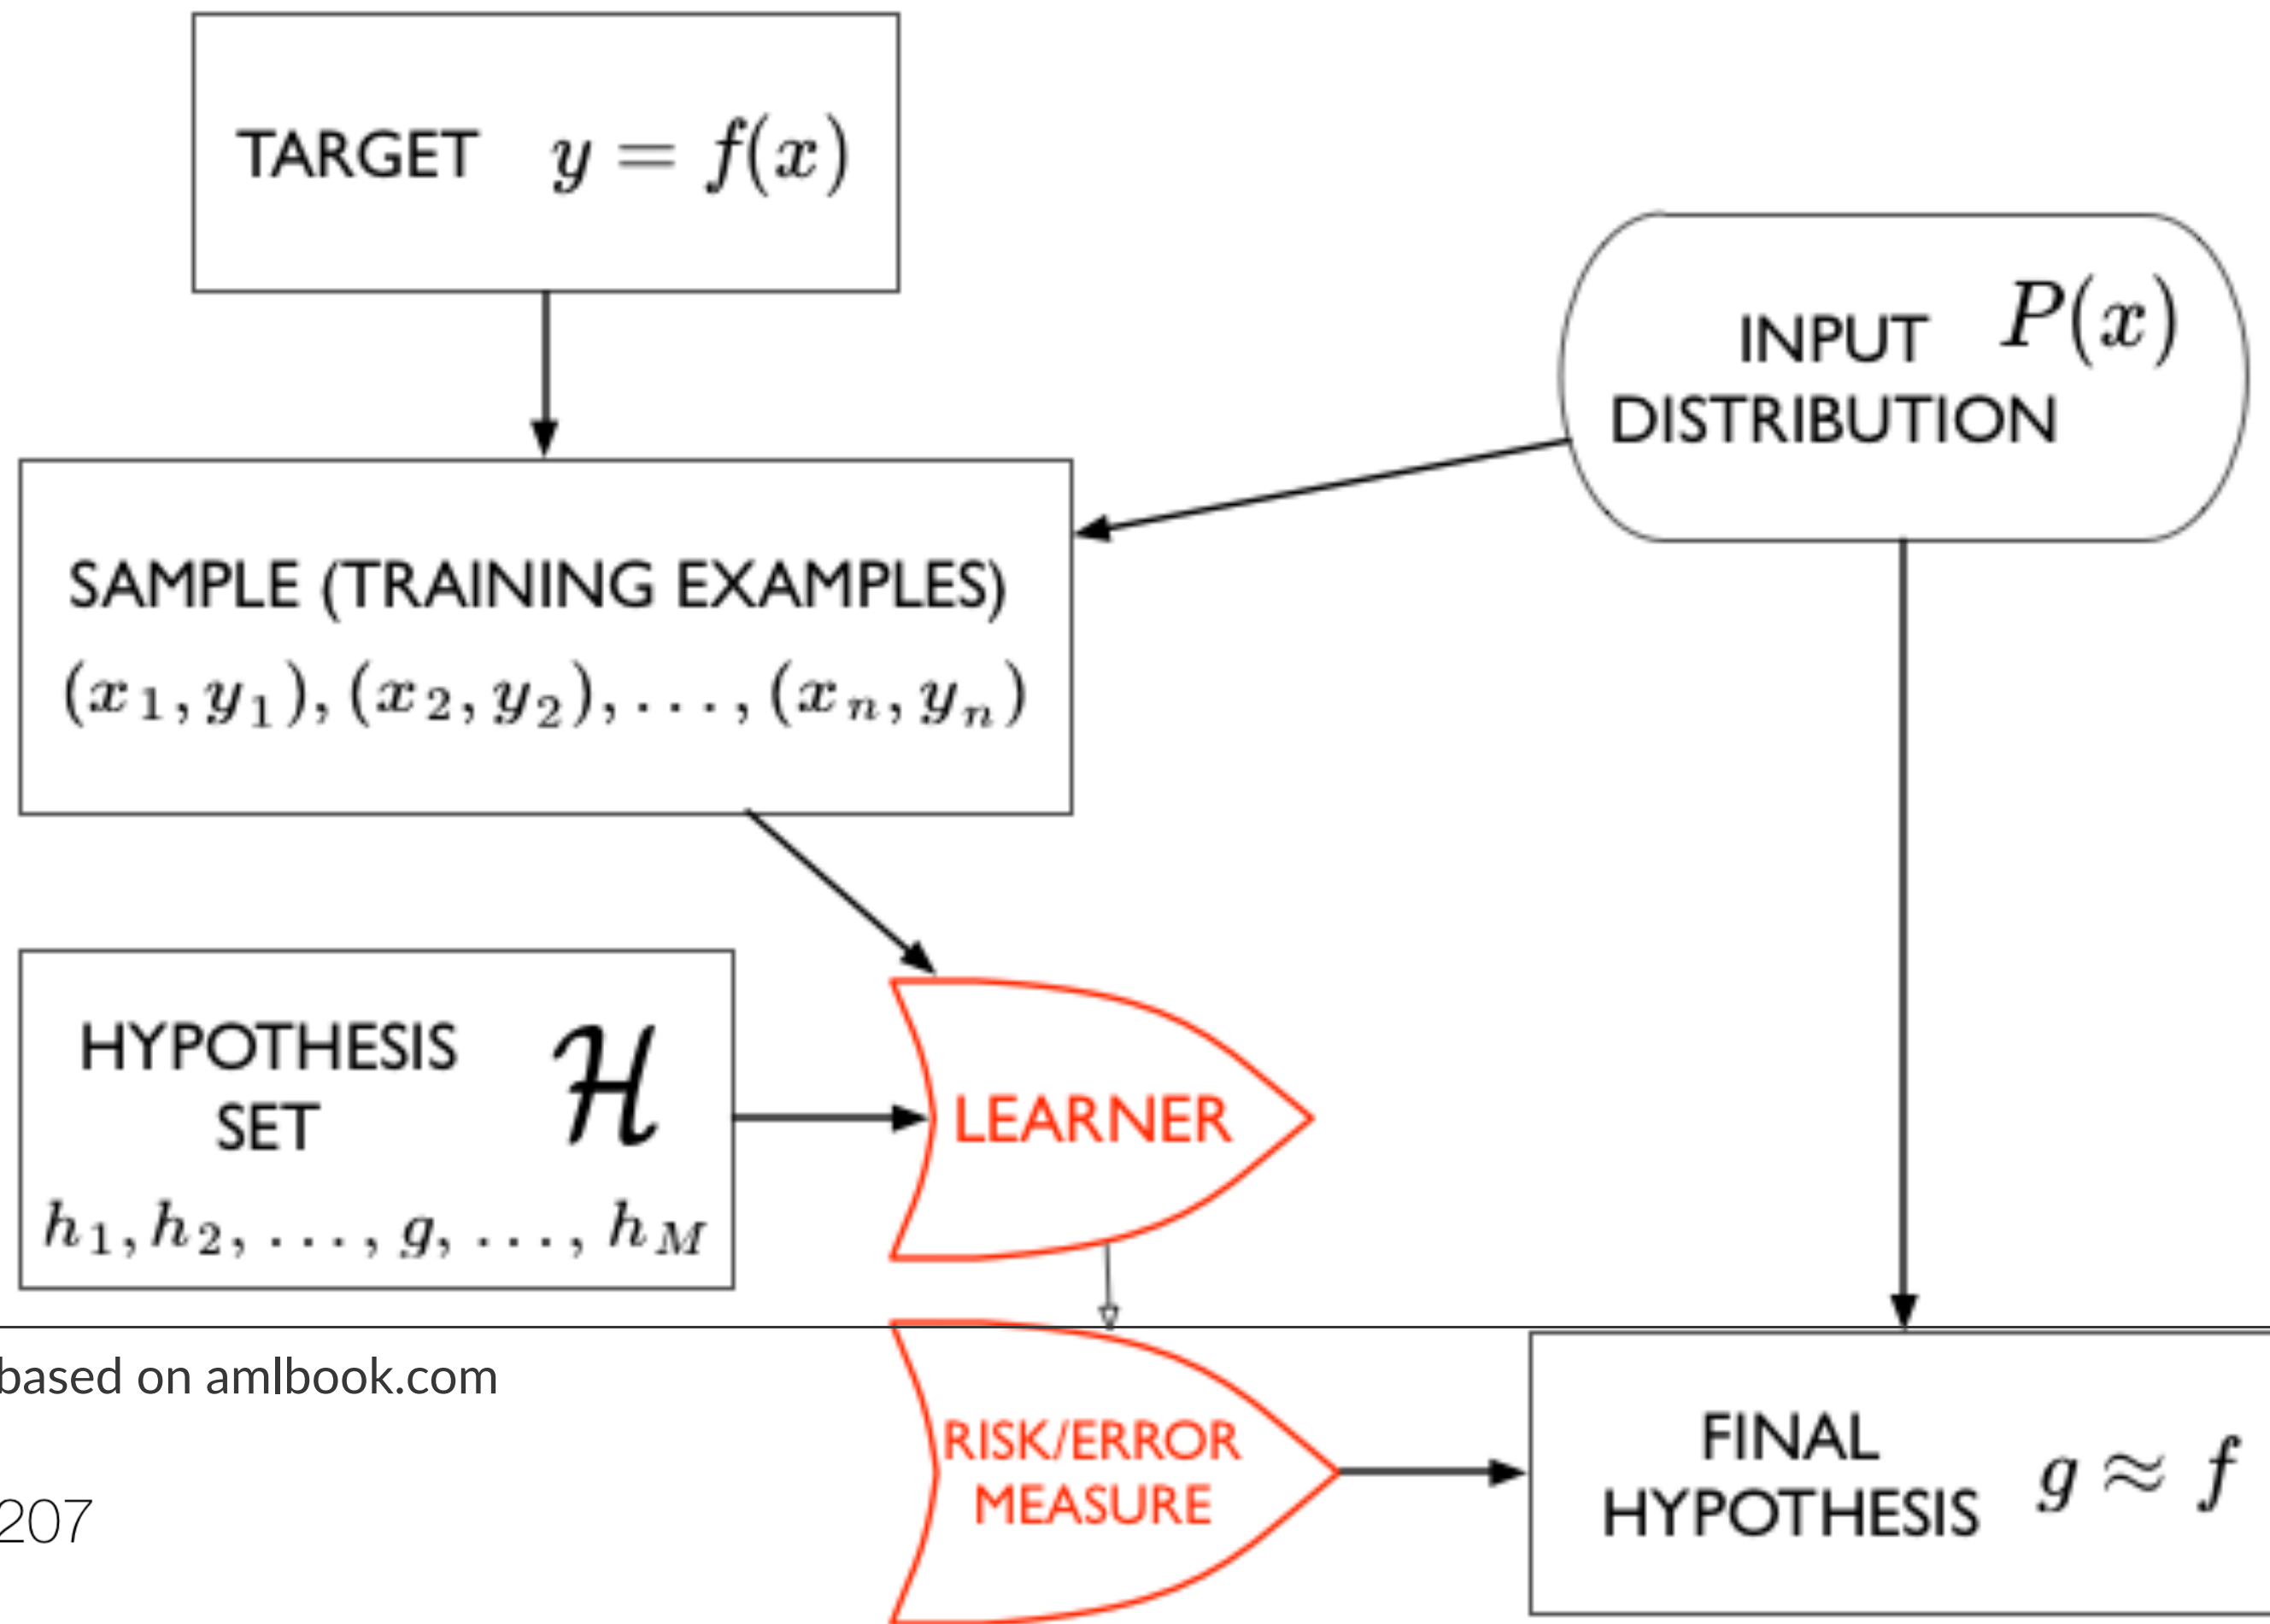 TARGET y = f(x)
INPUT P(x)
DISTRIBUTION
SAMPLE (TRAINING EXAMPLES)
(x₁, y₁), (x₂, y₂), . . . , (xₙ, yₙ)
HYPOTHESIS
SET ℋ
h₁, h₂, . . . , g, . . . , h_M
LEARNER
based on amlbook.com
RISK/ERROR
MEASURE
FINAL
HYPOTHESIS g ≈ f
207